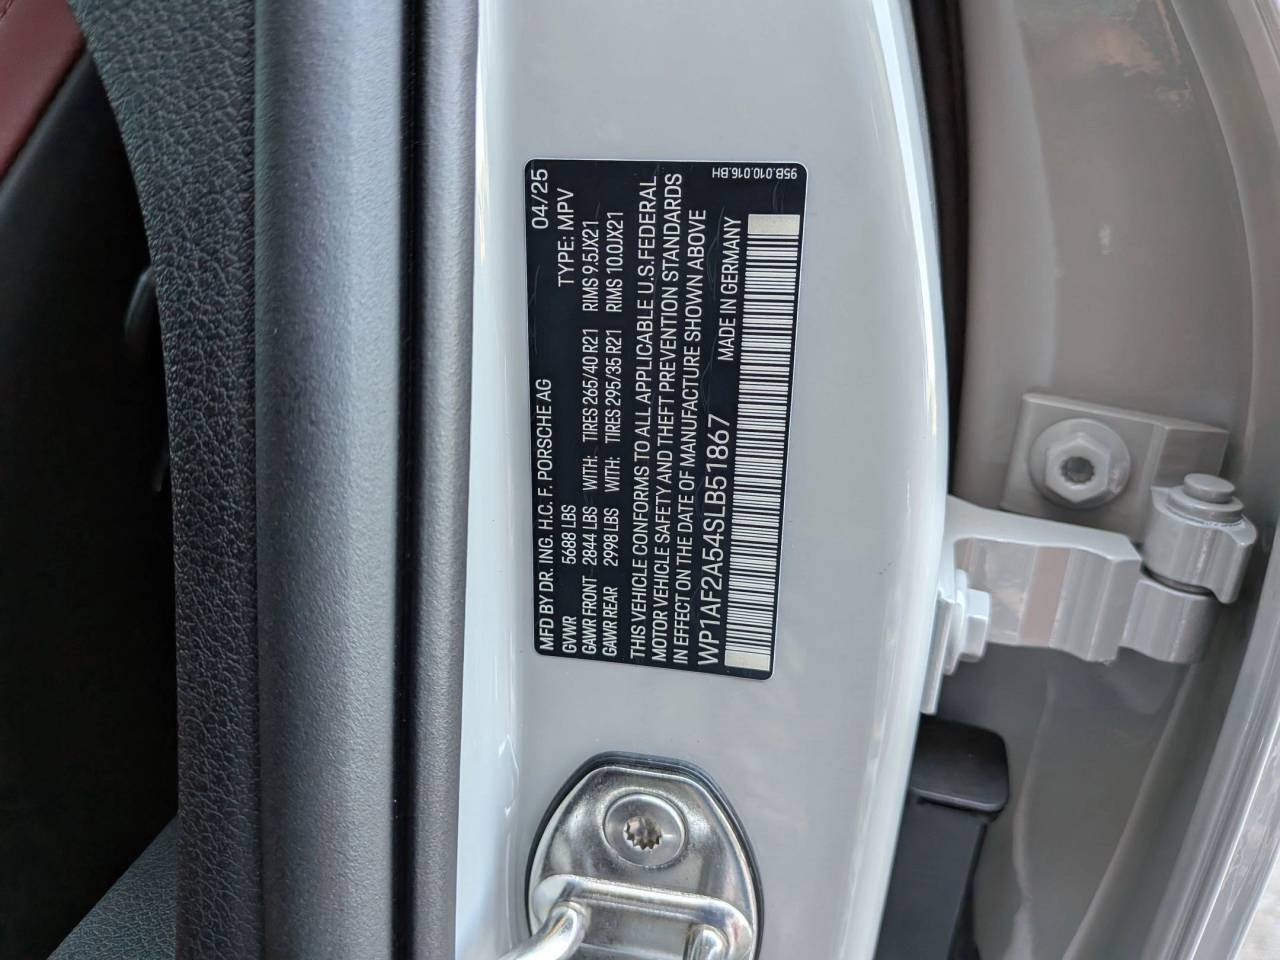 MFD BY DR. ING. H.C. F. PORSCHE AG 04/25
GVWR 5688 LBS TYPE: MPV
GAWR FRONT 2844 LBS WITH: TIRES 265/40 R21 RIMS 9.5JX21
GAWR REAR 2998 LBS WITH: TIRES 295/35 R21 RIMS 10.0JX21
THIS VEHICLE CONFORMS TO ALL APPLICABLE U.S. FEDERAL
MOTOR VEHICLE SAFETY AND THEFT PREVENTION STANDARDS
IN EFFECT ON THE DATE OF MANUFACTURE SHOWN ABOVE
WP1AF2A54SLB51867 MADE IN GERMANY
95B.010.016.BH